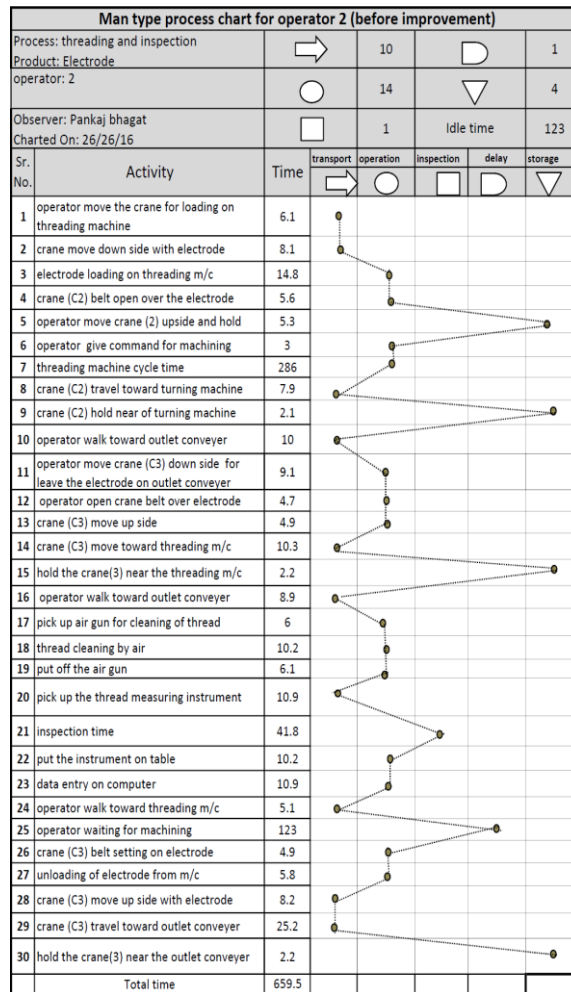 Man type process chart for operator 2 (before improvement)
Process: threading and inspection
Product: Electrode
10
1
operator: 2
14
4
Observer: Pankaj bhagat
Charted On: 26/26/16
1
Idle time
123
Sr. No.
Activity
Time
transport
operation
inspection
delay
storage
1 operator move the crane for loading on
threading machine 6.1
2 crane move down side with electrode 8.1
3 electrode loading on threading m/c 14.8
4 crane (C2) belt open over the electrode 5.6
5 operator move crane (2) upside and hold 5.3
6 operator give command for machining 3
7 threading machine cycle time 286
8 crane (C2) travel toward turning machine 7.9
9 crane (C2) hold near of turning machine 2.1
10 operator walk toward outlet conveyer 10
11 operator move crane (C3) down side for
leave the electrode on outlet conveyer 9.1
12 operator open crane belt over electrode 4.7
13 crane (C3) move up side 4.9
14 crane (C3) move toward threading m/c 10.3
15 hold the crane(3) near the threading m/c 2.2
16 operator walk toward outlet conveyer 8.9
17 pick up air gun for cleaning of thread 6
18 thread cleaning by air 10.2
19 put off the air gun 6.1
20 pick up the thread measuring instrument 10.9
21 inspection time 41.8
22 put the instrument on table 10.2
23 data entry on computer 10.9
24 operator walk toward threading m/c 5.1
25 operator waiting for machining 123
26 crane (C3) belt setting on electrode 4.9
27 unloading of electrode from m/c 5.8
28 crane (C3) move up side with electrode 8.2
29 crane (C3) travel toward outlet conveyer 25.2
30 hold the crane(3) near the outlet conveyer 2.2
Total time 659.5